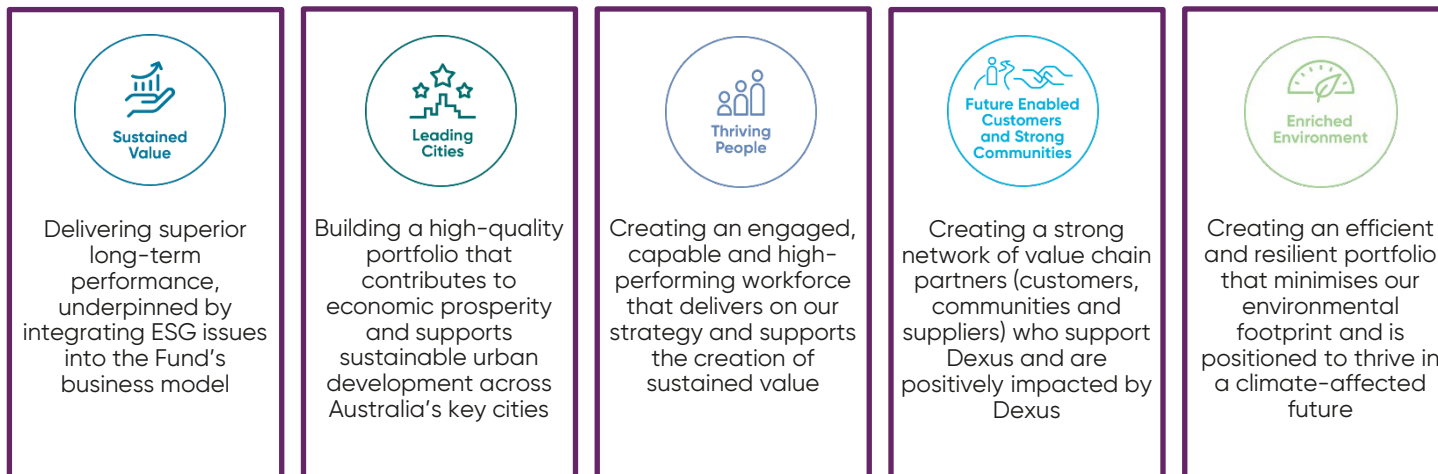 Sustained
Value
Delivering superior
long-term
performance,
underpinned by
integrating ESG issues
into the Fund's
business model
Leading
Cities
Building a high-quality
portfolio that
contributes to
economic prosperity
and supports
sustainable urban
development across
Australia's key cities
Thriving
People
Creating an engaged,
capable and high-
performing workforce
that delivers on our
strategy and supports
the creation of
sustained value
Future Enabled
Customers
and Strong
Communities
Creating a strong
network of value chain
partners (customers,
communities and
suppliers) who support
Dexus and are
positively impacted by
Dexus
Enriched
Environment
Creating an efficient
and resilient portfolio
that minimises our
environmental
footprint and is
positioned to thrive in
a climate-affected
future